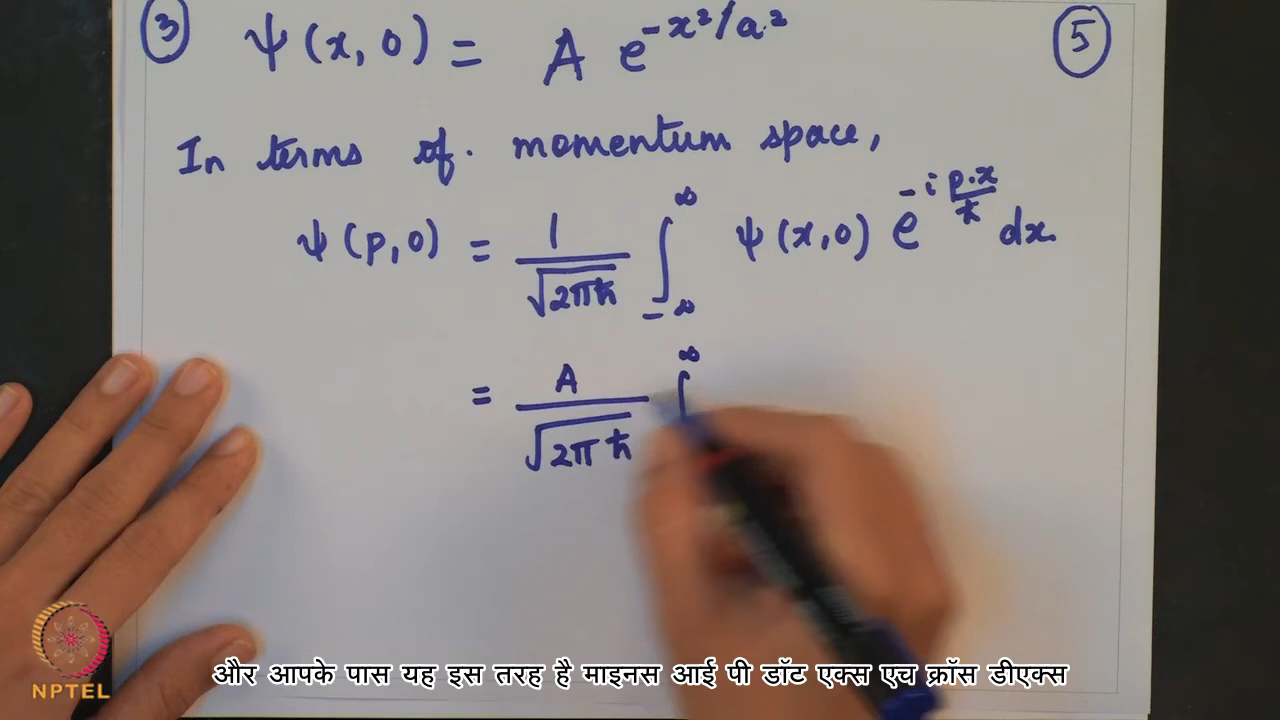 ③ ψ(x,0) = A e^{-x²/a²} ⑤
In terms of. momentum space,
ψ(p,0) = 1/√(2πħ) ∫_{-∞}^{∞} ψ(x,0) e^{-i p·x/ħ} dx
= A/√(2πħ) ∫^{∞}
और आपके पास यह इस तरह है माइनस आई पी डॉट एक्स एच क्रॉस डीएक्स
NPTEL